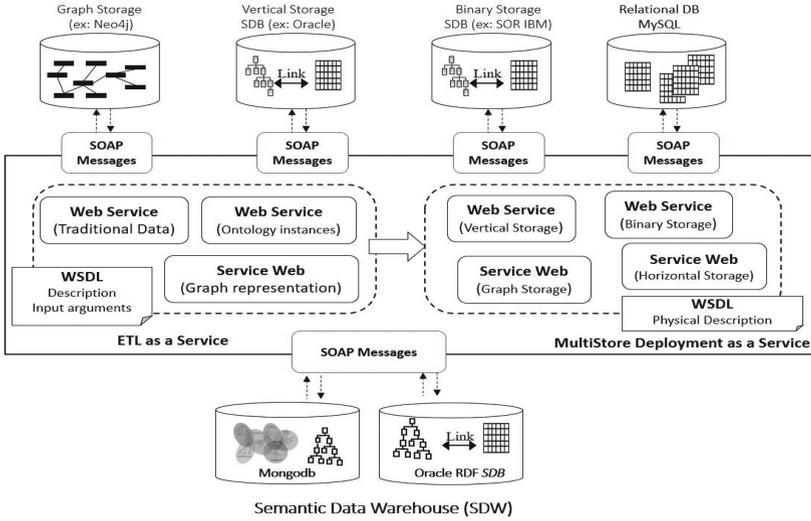 Graph Storage
(ex: Neo4j)
Vertical Storage
SDB (ex: Oracle)
Binary Storage
SDB (ex: SOR IBM)
Relational DB
MySQL
Link
Link
SOAP
Messages
SOAP
Messages
SOAP
Messages
SOAP
Messages
Web Service
(Traditional Data)
Web Service
(Ontology instances)
Service Web
(Graph representation)
WSDL
Description
Input arguments
ETL as a Service
Web Service
(Vertical Storage)
Web Service
(Binary Storage)
Service Web
(Graph Storage)
Service Web
(Horizontal Storage)
WSDL
Physical Description
MultiStore Deployment as a Service
SOAP Messages
Mongodb
Link
Oracle RDF SDB
Semantic Data Warehouse (SDW)